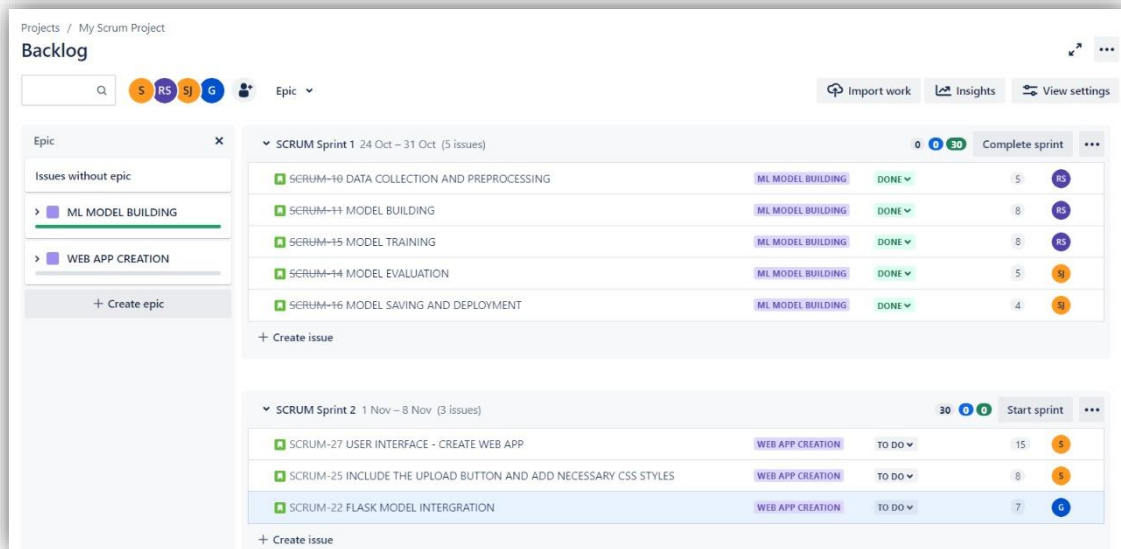 Projects / My Scrum Project
Backlog
S RS SJ G Epic Import work Insights View settings
Epic
Issues without epic
ML MODEL BUILDING
WEB APP CREATION
+ Create epic
SCRUM Sprint 1 24 Oct – 31 Oct (5 issues) 0 0 30 Complete sprint
SCRUM-10 DATA COLLECTION AND PREPROCESSING ML MODEL BUILDING DONE 5 RS
SCRUM-11 MODEL BUILDING ML MODEL BUILDING DONE 8 RS
SCRUM-15 MODEL TRAINING ML MODEL BUILDING DONE 8 RS
SCRUM-14 MODEL EVALUATION ML MODEL BUILDING DONE 5 SJ
SCRUM-16 MODEL SAVING AND DEPLOYMENT ML MODEL BUILDING DONE 4 SJ
+ Create issue
SCRUM Sprint 2 1 Nov – 8 Nov (3 issues) 30 0 0 Start sprint
SCRUM-27 USER INTERFACE - CREATE WEB APP WEB APP CREATION TO DO 15 S
SCRUM-25 INCLUDE THE UPLOAD BUTTON AND ADD NECESSARY CSS STYLES WEB APP CREATION TO DO 8 S
SCRUM-22 FLASK MODEL INTERGRATION WEB APP CREATION TO DO 7 G
+ Create issue